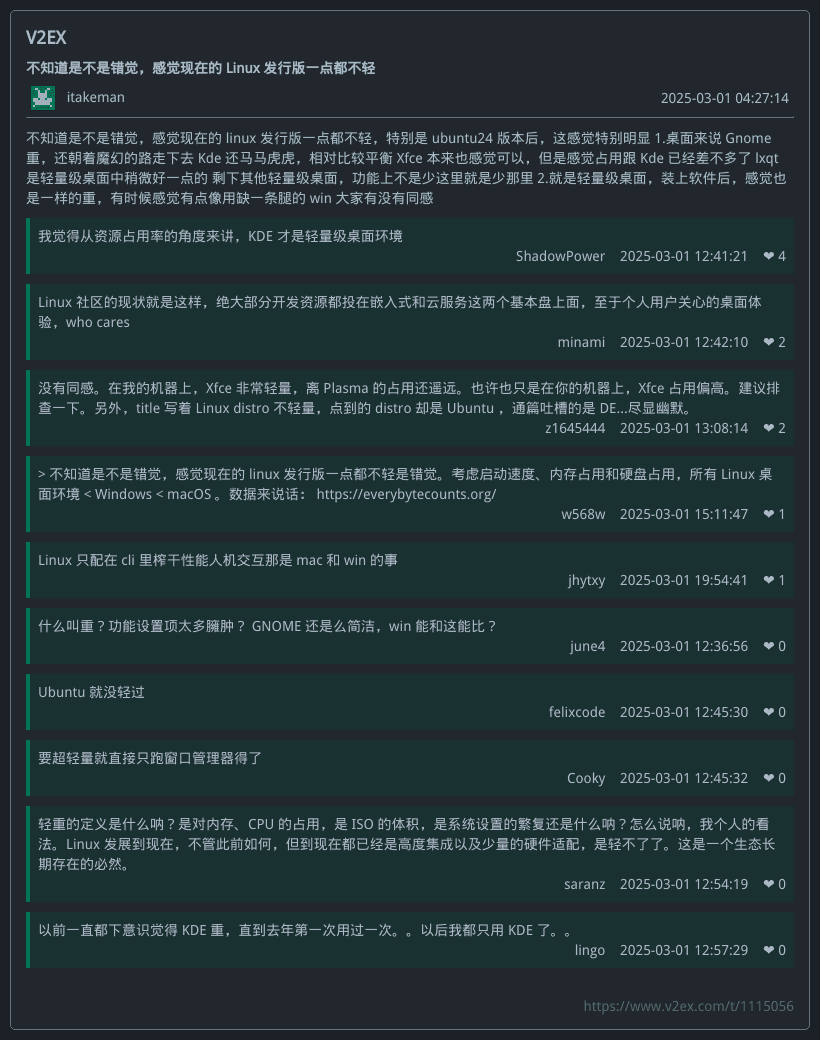 V2EX
不知道是不是错觉，感觉现在的 Linux 发行版一点都不轻
itakeman
2025-03-01 04:27:14
不知道是不是错觉，感觉现在的 linux 发行版一点都不轻，特别是 ubuntu24 版本后，这感觉特别明显 1.桌面来说 Gnome
重，还朝着魔幻的路走下去 Kde 还马马虎虎，相对比较平衡 Xfce 本来也感觉可以，但是感觉占用跟 Kde 已经差不多了 lxqt
是轻量级桌面中稍微好一点的 剩下其他轻量级桌面，功能上不是少这里就是少那里 2.就是轻量级桌面，装上软件后，感觉也
是一样的重，有时候感觉有点像用缺一条腿的 win 大家有没有同感
我觉得从资源占用率的角度来讲，KDE 才是轻量级桌面环境
ShadowPower 2025-03-01 12:41:21 ❤ 4
Linux 社区的现状就是这样，绝大部分开发资源都投在嵌入式和云服务这两个基本盘上面，至于个人用户关心的桌面体
验，who cares
minami 2025-03-01 12:42:10 ❤ 2
没有同感。在我的机器上，Xfce 非常轻量，离 Plasma 的占用还遥远。也许也只是在你的机器上，Xfce 占用偏高。建议排
查一下。另外，title 写着 Linux distro 不轻量，点到的 distro 却是 Ubuntu ，通篇吐槽的是 DE...尽显幽默。
z1645444 2025-03-01 13:08:14 ❤ 2
> 不知道是不是错觉，感觉现在的 linux 发行版一点都不轻是错觉。考虑启动速度、内存占用和硬盘占用，所有 Linux 桌
面环境 < Windows < macOS 。数据来说话： https://everybytecounts.org/
w568w 2025-03-01 15:11:47 ❤ 1
Linux 只配在 cli 里榨干性能人机交互那是 mac 和 win 的事
jhytxy 2025-03-01 19:54:41 ❤ 1
什么叫重？功能设置项太多臃肿？ GNOME 还是么简洁，win 能和这能比？
june4 2025-03-01 12:36:56 ❤ 0
Ubuntu 就没轻过
felixcode 2025-03-01 12:45:30 ❤ 0
要超轻量就直接只跑窗口管理器得了
Cooky 2025-03-01 12:45:32 ❤ 0
轻重的定义是什么呐？是对内存、CPU 的占用，是 ISO 的体积，是系统设置的繁复还是什么呐？怎么说呐，我个人的看
法。Linux 发展到现在，不管此前如何，但到现在都已经是高度集成以及少量的硬件适配，是轻不了了。这是一个生态长
期存在的必然。
saranz 2025-03-01 12:54:19 ❤ 0
以前一直都下意识觉得 KDE 重，直到去年第一次用过一次。。以后我都只用 KDE 了。。
lingo 2025-03-01 12:57:29 ❤ 0
https://www.v2ex.com/t/1115056